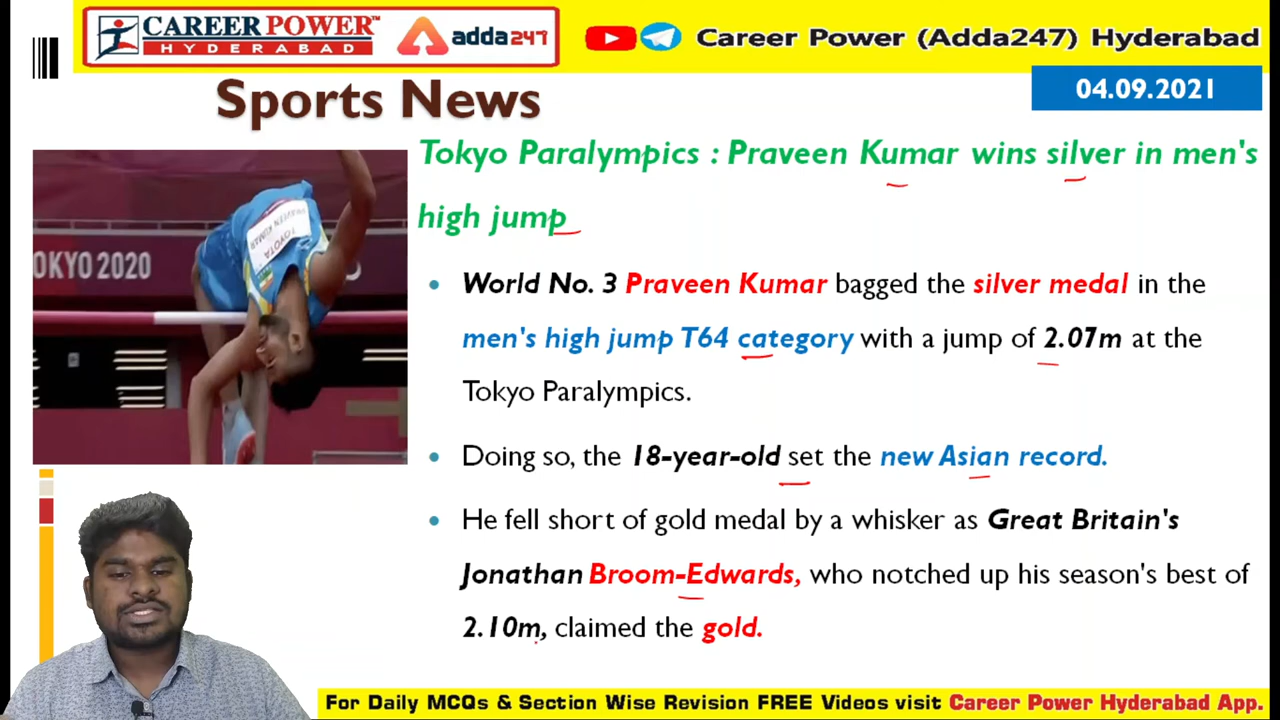 CAREER POWER™
HYDERABAD
adda247
Career Power (Adda247) Hyderabad
Sports News
04.09.2021
Tokyo Paralympics : Praveen Kumar wins silver in men's
high jump
OKYO 2020
PRAVEEN KUMAR
TOYOTA
• World No. 3 Praveen Kumar bagged the silver medal in the
men's high jump T64 category with a jump of 2.07m at the
Tokyo Paralympics.
• Doing so, the 18-year-old set the new Asian record.
• He fell short of gold medal by a whisker as Great Britain's
Jonathan Broom-Edwards, who notched up his season's best of
2.10m, claimed the gold.
For Daily MCQs & Section Wise Revision FREE Videos visit Career Power Hyderabad App.